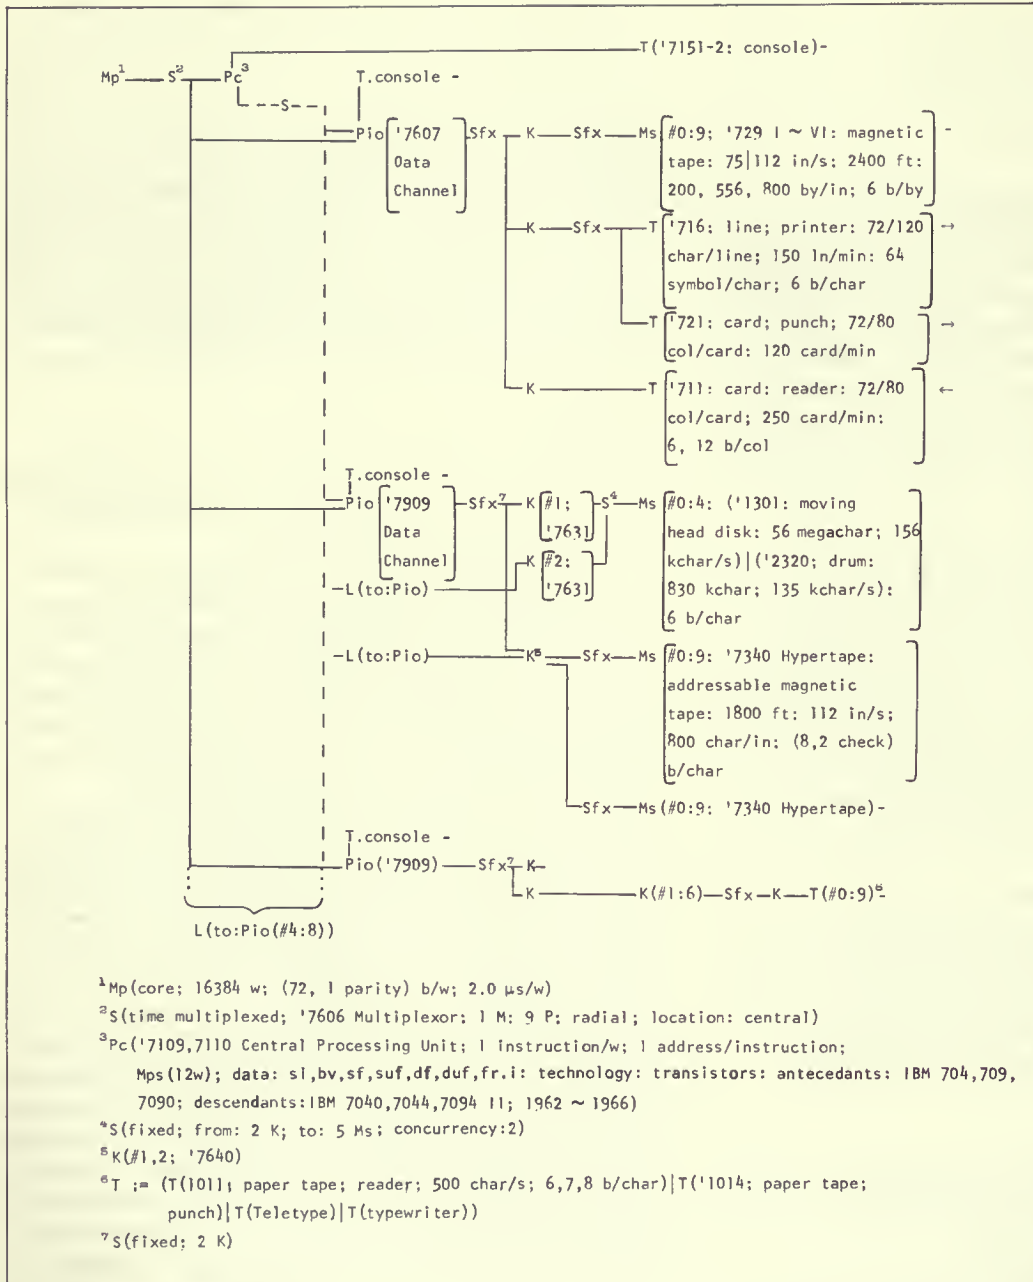 T('7151-2: console)-
Mp¹ S² Pc³ T.console -
---S--
Pio ['7607 Sfx K Sfx Ms [#0:9; '729 I ~ VI: magnetic -
Data tape: 75|112 in/s; 2400 ft:
Channel] 200, 556, 800 by/in; 6 b/by]
K Sfx T ['716; line; printer: 72/120 →
char/line; 150 ln/min: 64
symbol/char; 6 b/char]
T ['721: card; punch; 72/80 →
col/card: 120 card/min]
K T ['711: card: reader: 72/80 ←
col/card; 250 card/min:
6, 12 b/col]
T.console -
Pio ['7909 Sfx⁷ K [#1; S⁴ Ms [#0:4: ('1301: moving
Data '7631] head disk: 56 megachar; 156
Channel] K [#2: kchar/s)|('2320; drum:
-L(to:Pio) '7631] 830 kchar; 135 kchar/s):
6 b/char]
-L(to:Pio) K⁵ Sfx Ms [#0:9: '7340 Hypertape:
addressable magnetic
tape: 1800 ft: 112 in/s;
800 char/in; (8,2 check)
b/char]
Sfx Ms(#0:9: '7340 Hypertape)-
T.console -
Pio('7909) Sfx⁷ K-
K K(#1:6) Sfx K T(#0:9)⁶-
L(to:Pio(#4:8))
¹Mp(core; 16384 w; (72, 1 parity) b/w; 2.0 μs/w)
²S(time multiplexed; '7606 Multiplexor; 1 M; 9 P; radial; location: central)
³Pc('7109,7110 Central Processing Unit; 1 instruction/w; 1 address/instruction;
Mps(12w); data: si,bv,sf,suf,df,duf,fr.i: technology: transistors: antecedants: IBM 704,709,
7090; descendants:IBM 7040,7044,7094 II; 1962 ~ 1966)
⁴S(fixed; from: 2 K; to: 5 Ms; concurrency:2)
⁵K(#1,2; '7640)
⁶T := (T(1011; paper tape; reader; 500 char/s; 6,7,8 b/char)|T('1014; paper tape;
punch)|T(Teletype)|T(typewriter))
⁷S(fixed; 2 K)